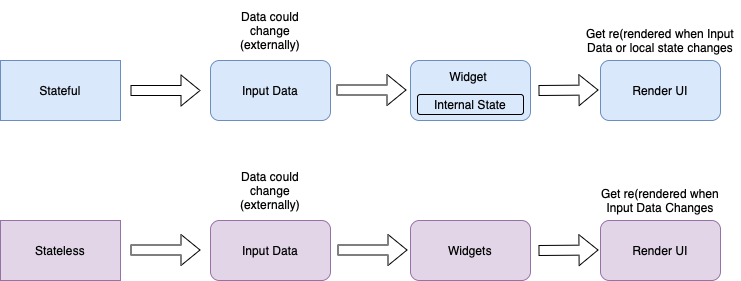 Data could
change
(externally)
Get re(rendered when Input
Data or local state changes
Stateful
Input Data
Widget
Internal State
Render UI
Data could
change
(externally)
Get re(rendered when
Input Data Changes
Stateless
Input Data
Widgets
Render UI